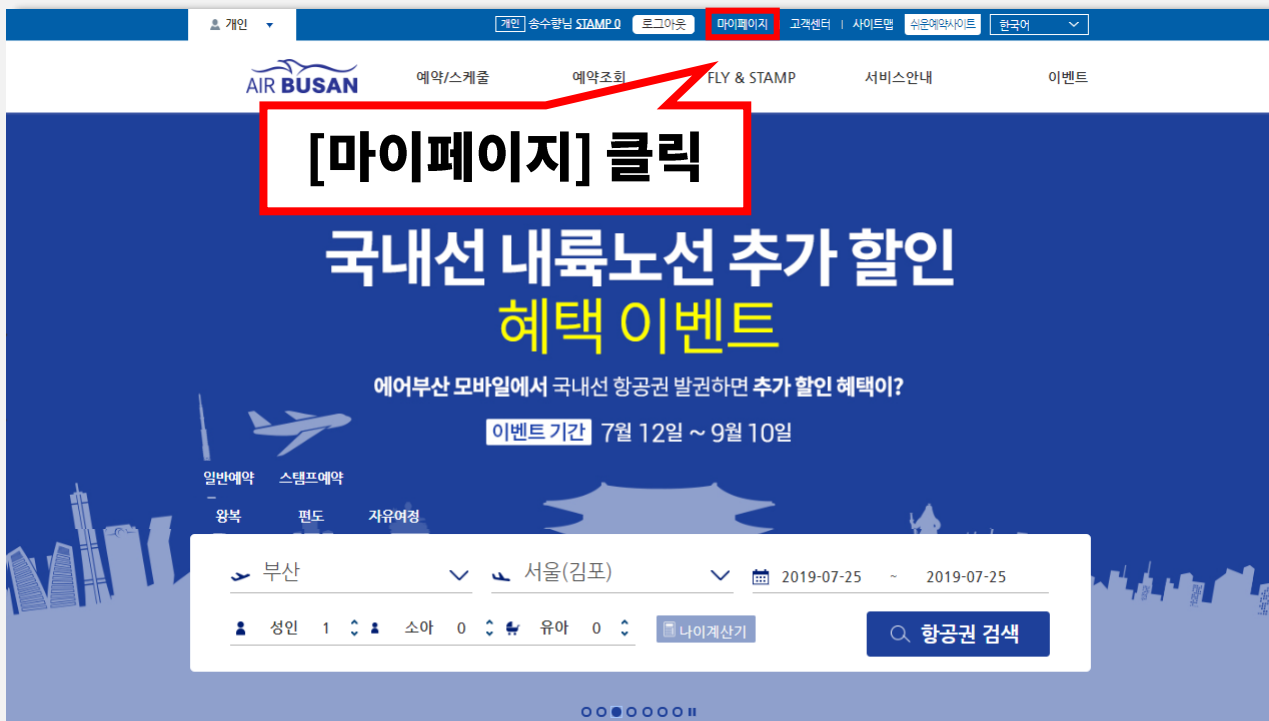 개인
개인 송수향님 STAMP 0 로그아웃 마이페이지 고객센터 사이트맵 쉬운예약사이트 한국어
AIR BUSAN 예약/스케줄 예약조회 FLY & STAMP 서비스안내 이벤트
[마이페이지] 클릭
국내선 내륙노선 추가 할인
혜택 이벤트
에어부산 모바일에서 국내선 항공권 발권하면 추가 할인 혜택이?
이벤트 기간 7월 12일 ~ 9월 10일
일반예약 스탬프예약
왕복 편도 자유여정
부산 서울(김포) 2019-07-25 ~ 2019-07-25
성인 1 소아 0 유아 0 나이계산기 항공권 검색